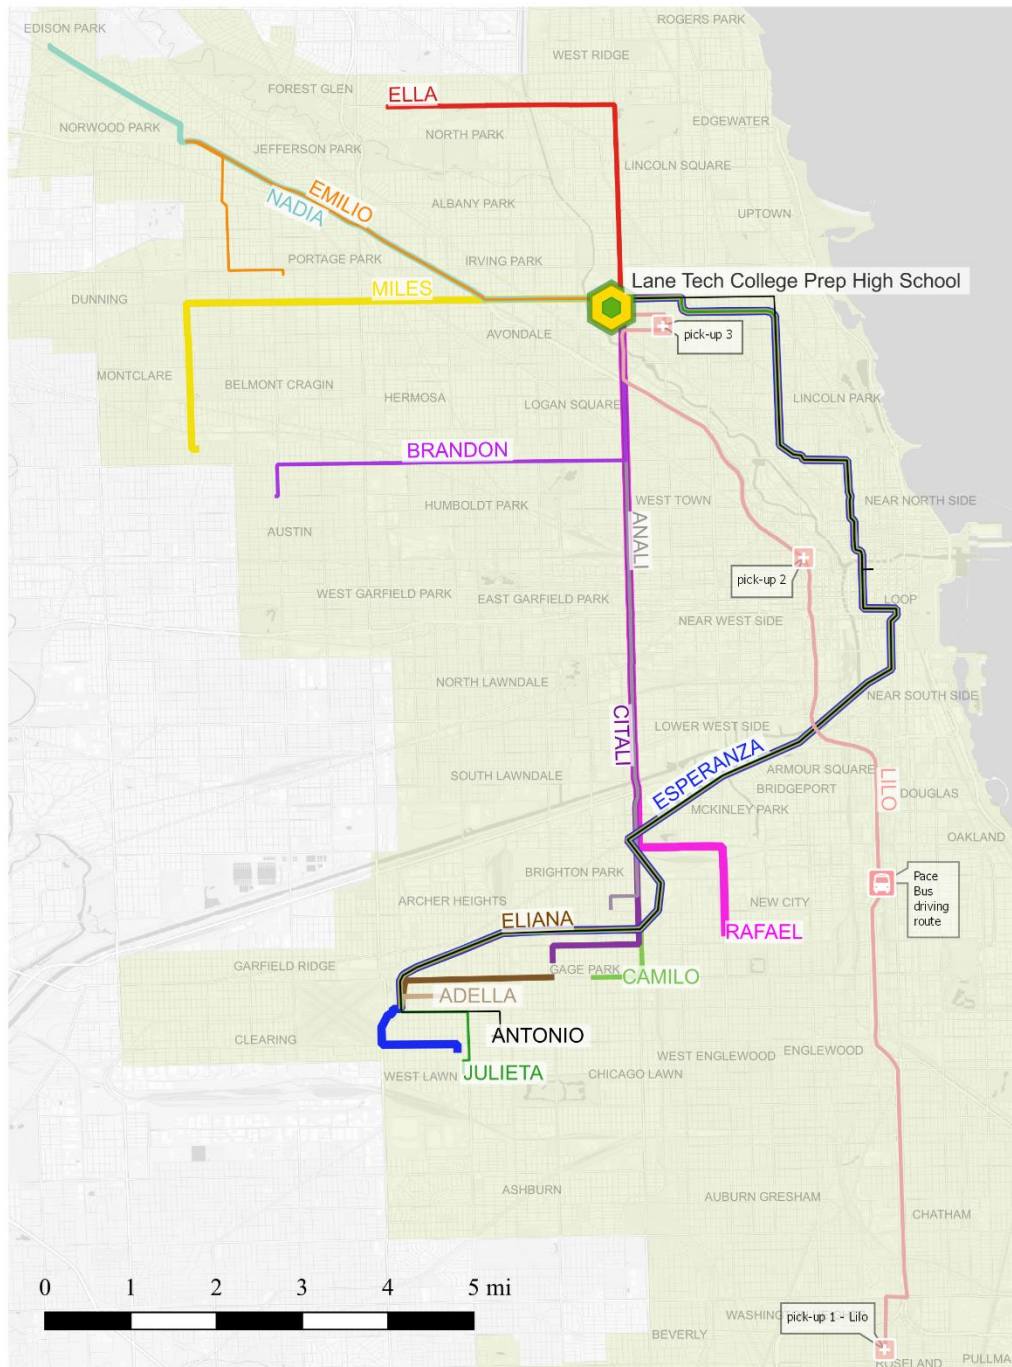 ROGERS PARK
EDISON PARK
WEST RIDGE
FOREST GLEN
ELLA
EDGEWATER
NORWOOD PARK
NORTH PARK
JEFFERSON PARK
LINCOLN SQUARE
EMILIO
NADIA
ALBANY PARK
UPTOWN
PORTAGE PARK
IRVING PARK
Lane Tech College Prep High School
MILES
DUNNING
AVONDALE
pick-up 3
MONTCLARE
BELMONT CRAGIN
HERMOSA
LOGAN SQUARE
LINCOLN PARK
BRANDON
HUMBOLDT PARK
WEST TOWN
NEAR NORTH SIDE
AUSTIN
ANALI
pick-up 2
WEST GARFIELD PARK
EAST GARFIELD PARK
LOOP
NEAR WEST SIDE
NORTH LAWNDALE
NEAR SOUTH SIDE
CITALI
LOWER WEST SIDE
ESPERANZA
SOUTH LAWNDALE
ARMOUR SQUARE
BRIDGEPORT
LILO
DOUGLAS
MCKINLEY PARK
OAKLAND
BRIGHTON PARK
Pace
Bus
driving
route
ARCHER HEIGHTS
NEW CITY
ELIANA
RAFAEL
GARFIELD RIDGE
GAGE PARK
CAMILO
ADELLA
CLEARING
ANTONIO
WEST ENGLEWOOD
ENGLEWOOD
WEST LAWN
JULIETA
CHICAGO LAWN
ASHBURN
AUBURN GRESHAM
CHATHAM
0 1 2 3 4 5 mi
pick-up 1 - Lilo
BEVERLY
ROSELAND
PULLMA